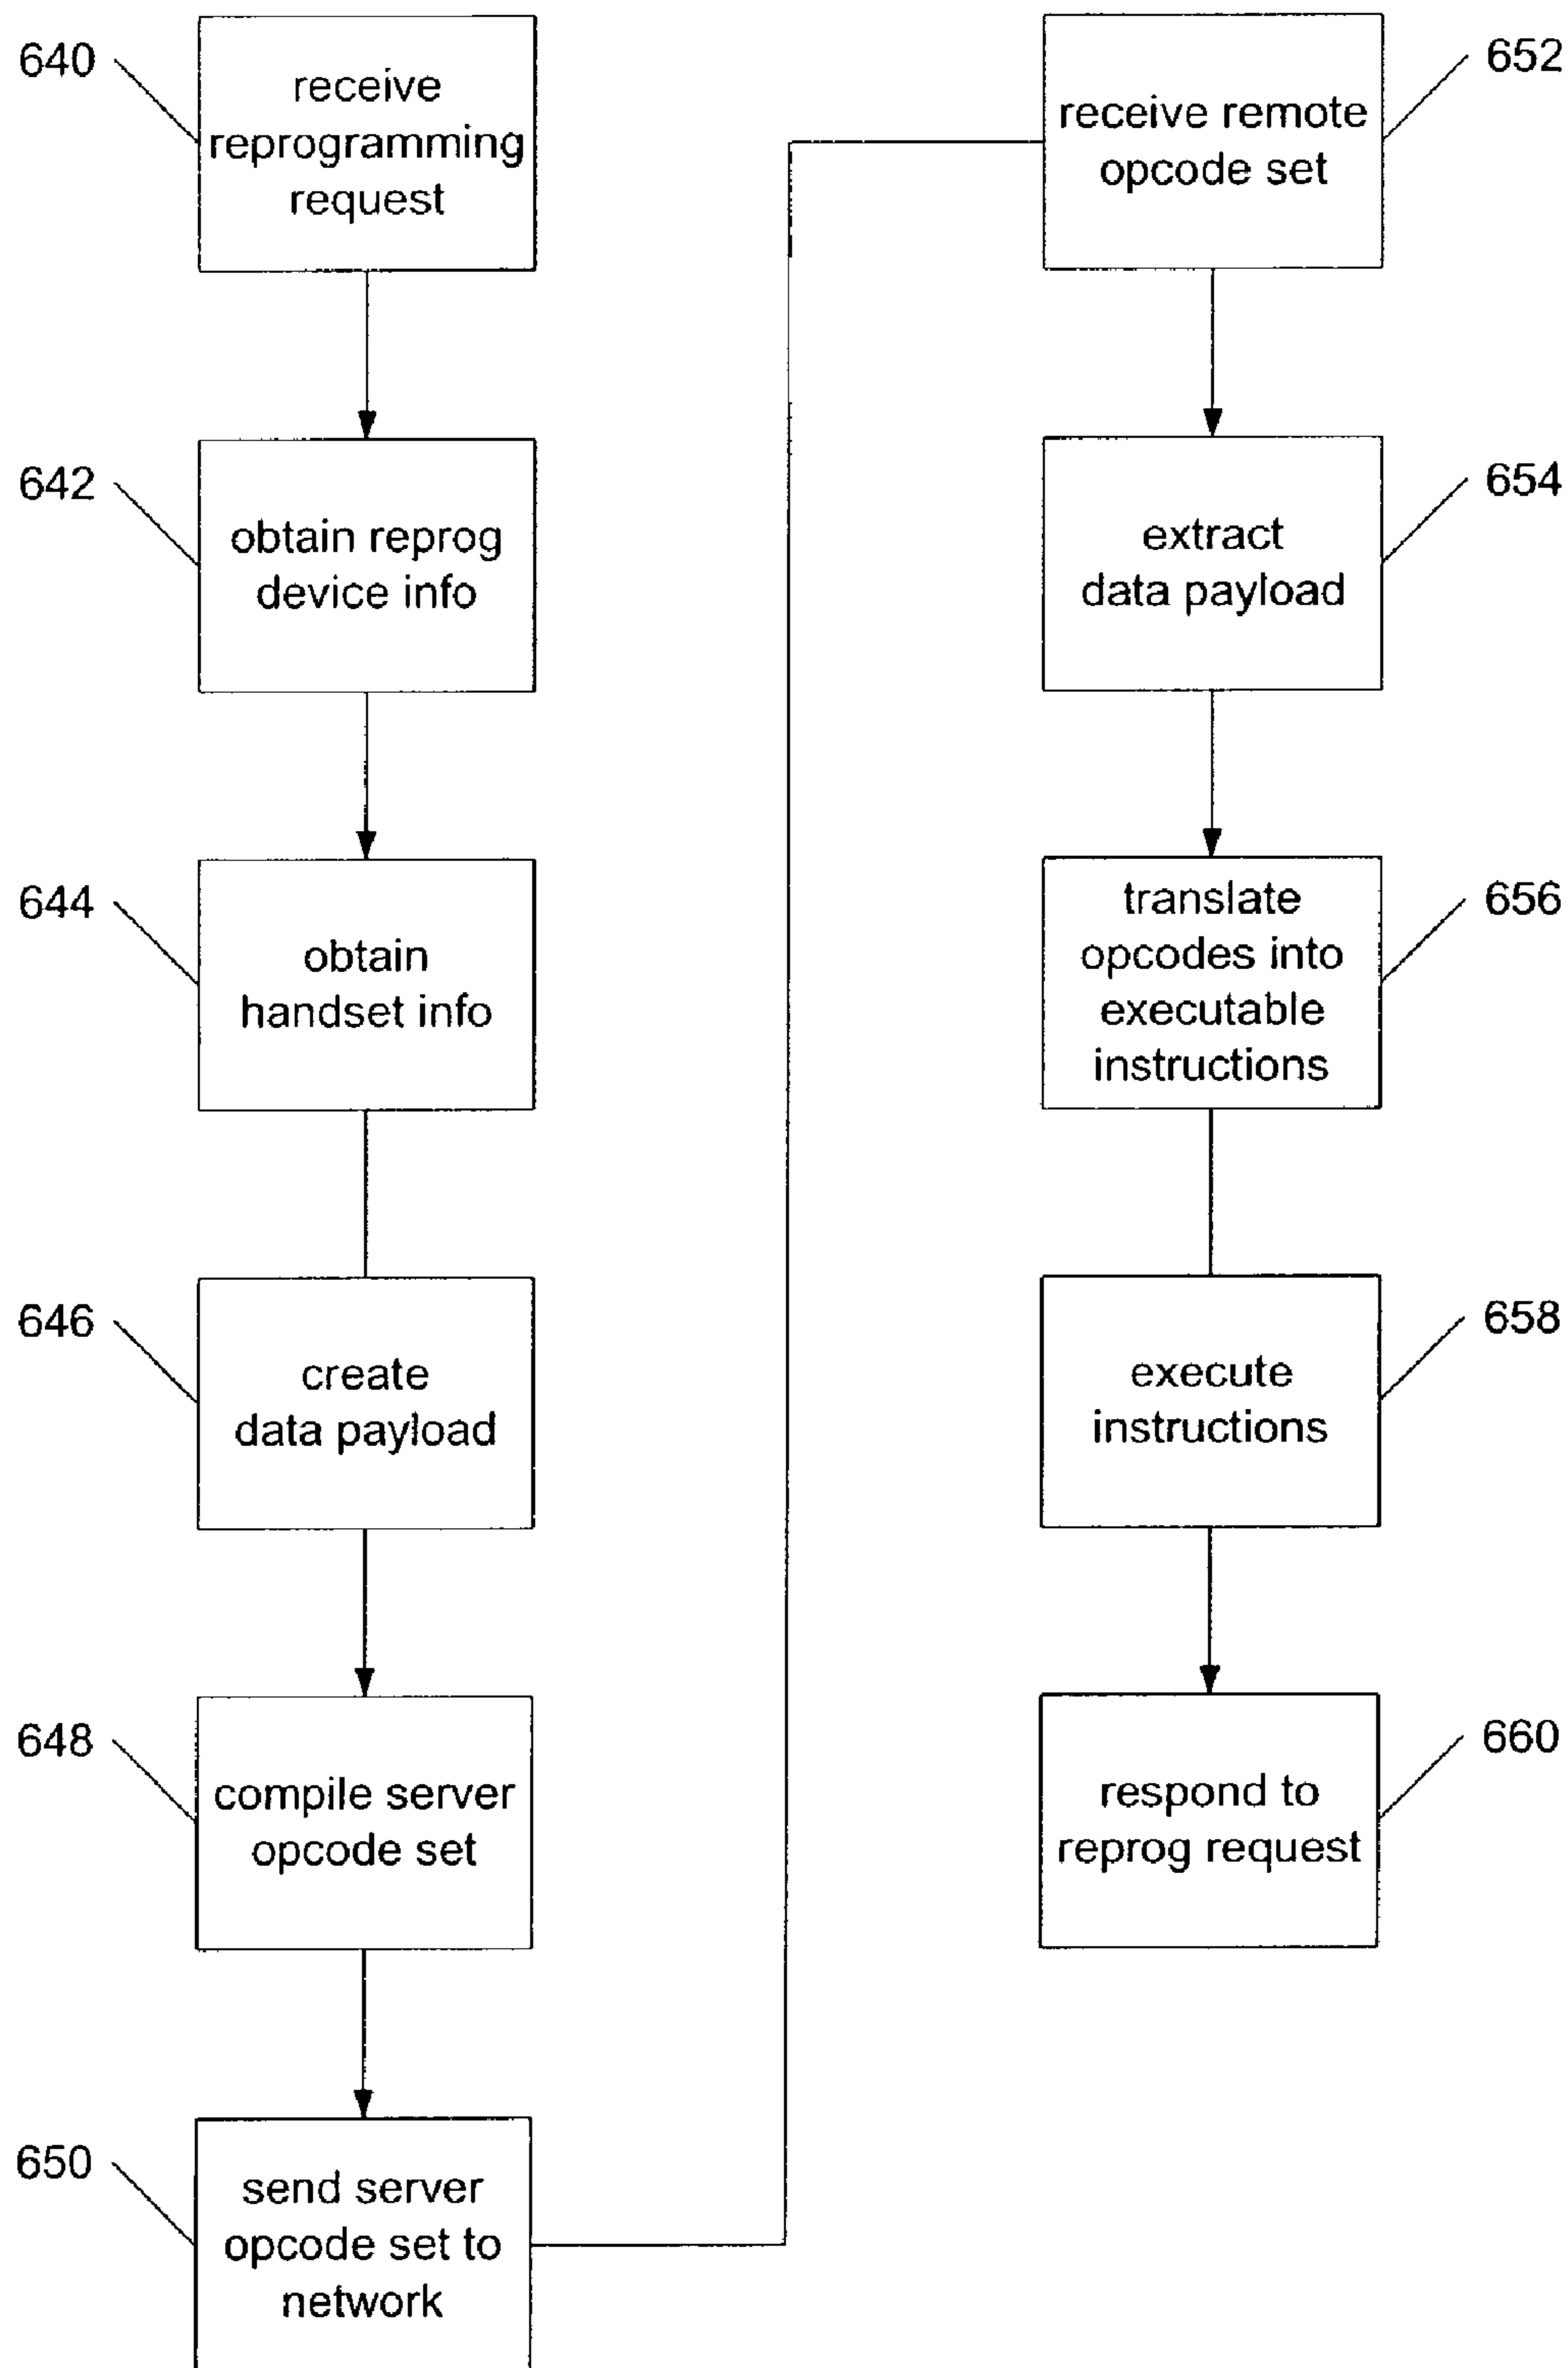 640
receive
reprogramming
request
642
obtain reprog
device info
644
obtain
handset info
646
create
data payload
648
compile server
opcode set
650
send server
opcode set to
network
652
receive remote
opcode set
654
extract
data payload
656
translate
opcodes into
executable
instructions
658
execute
instructions
660
respond to
reprog request